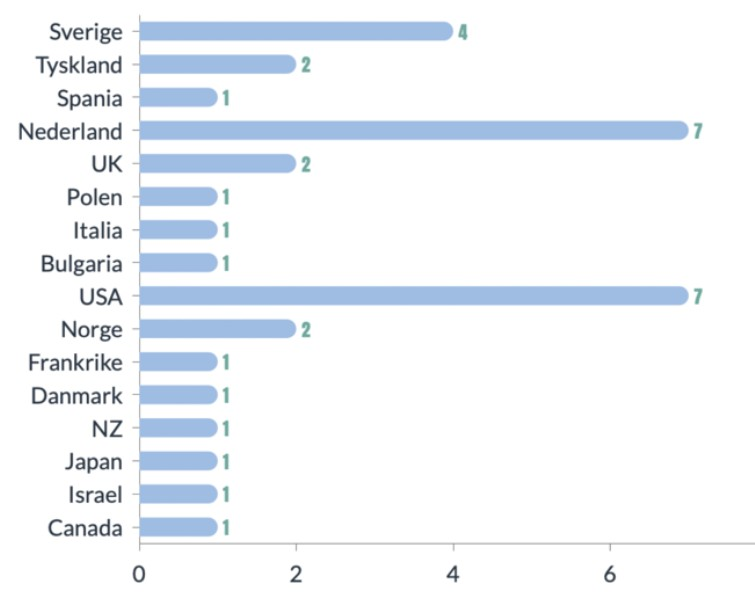 Sverige 4
Tyskland 2
Spania 1
Nederland 7
UK 2
Polen 1
Italia 1
Bulgaria 1
USA 7
Norge 2
Frankrike 1
Danmark 1
NZ 1
Japan 1
Israel 1
Canada 1
0 2 4 6